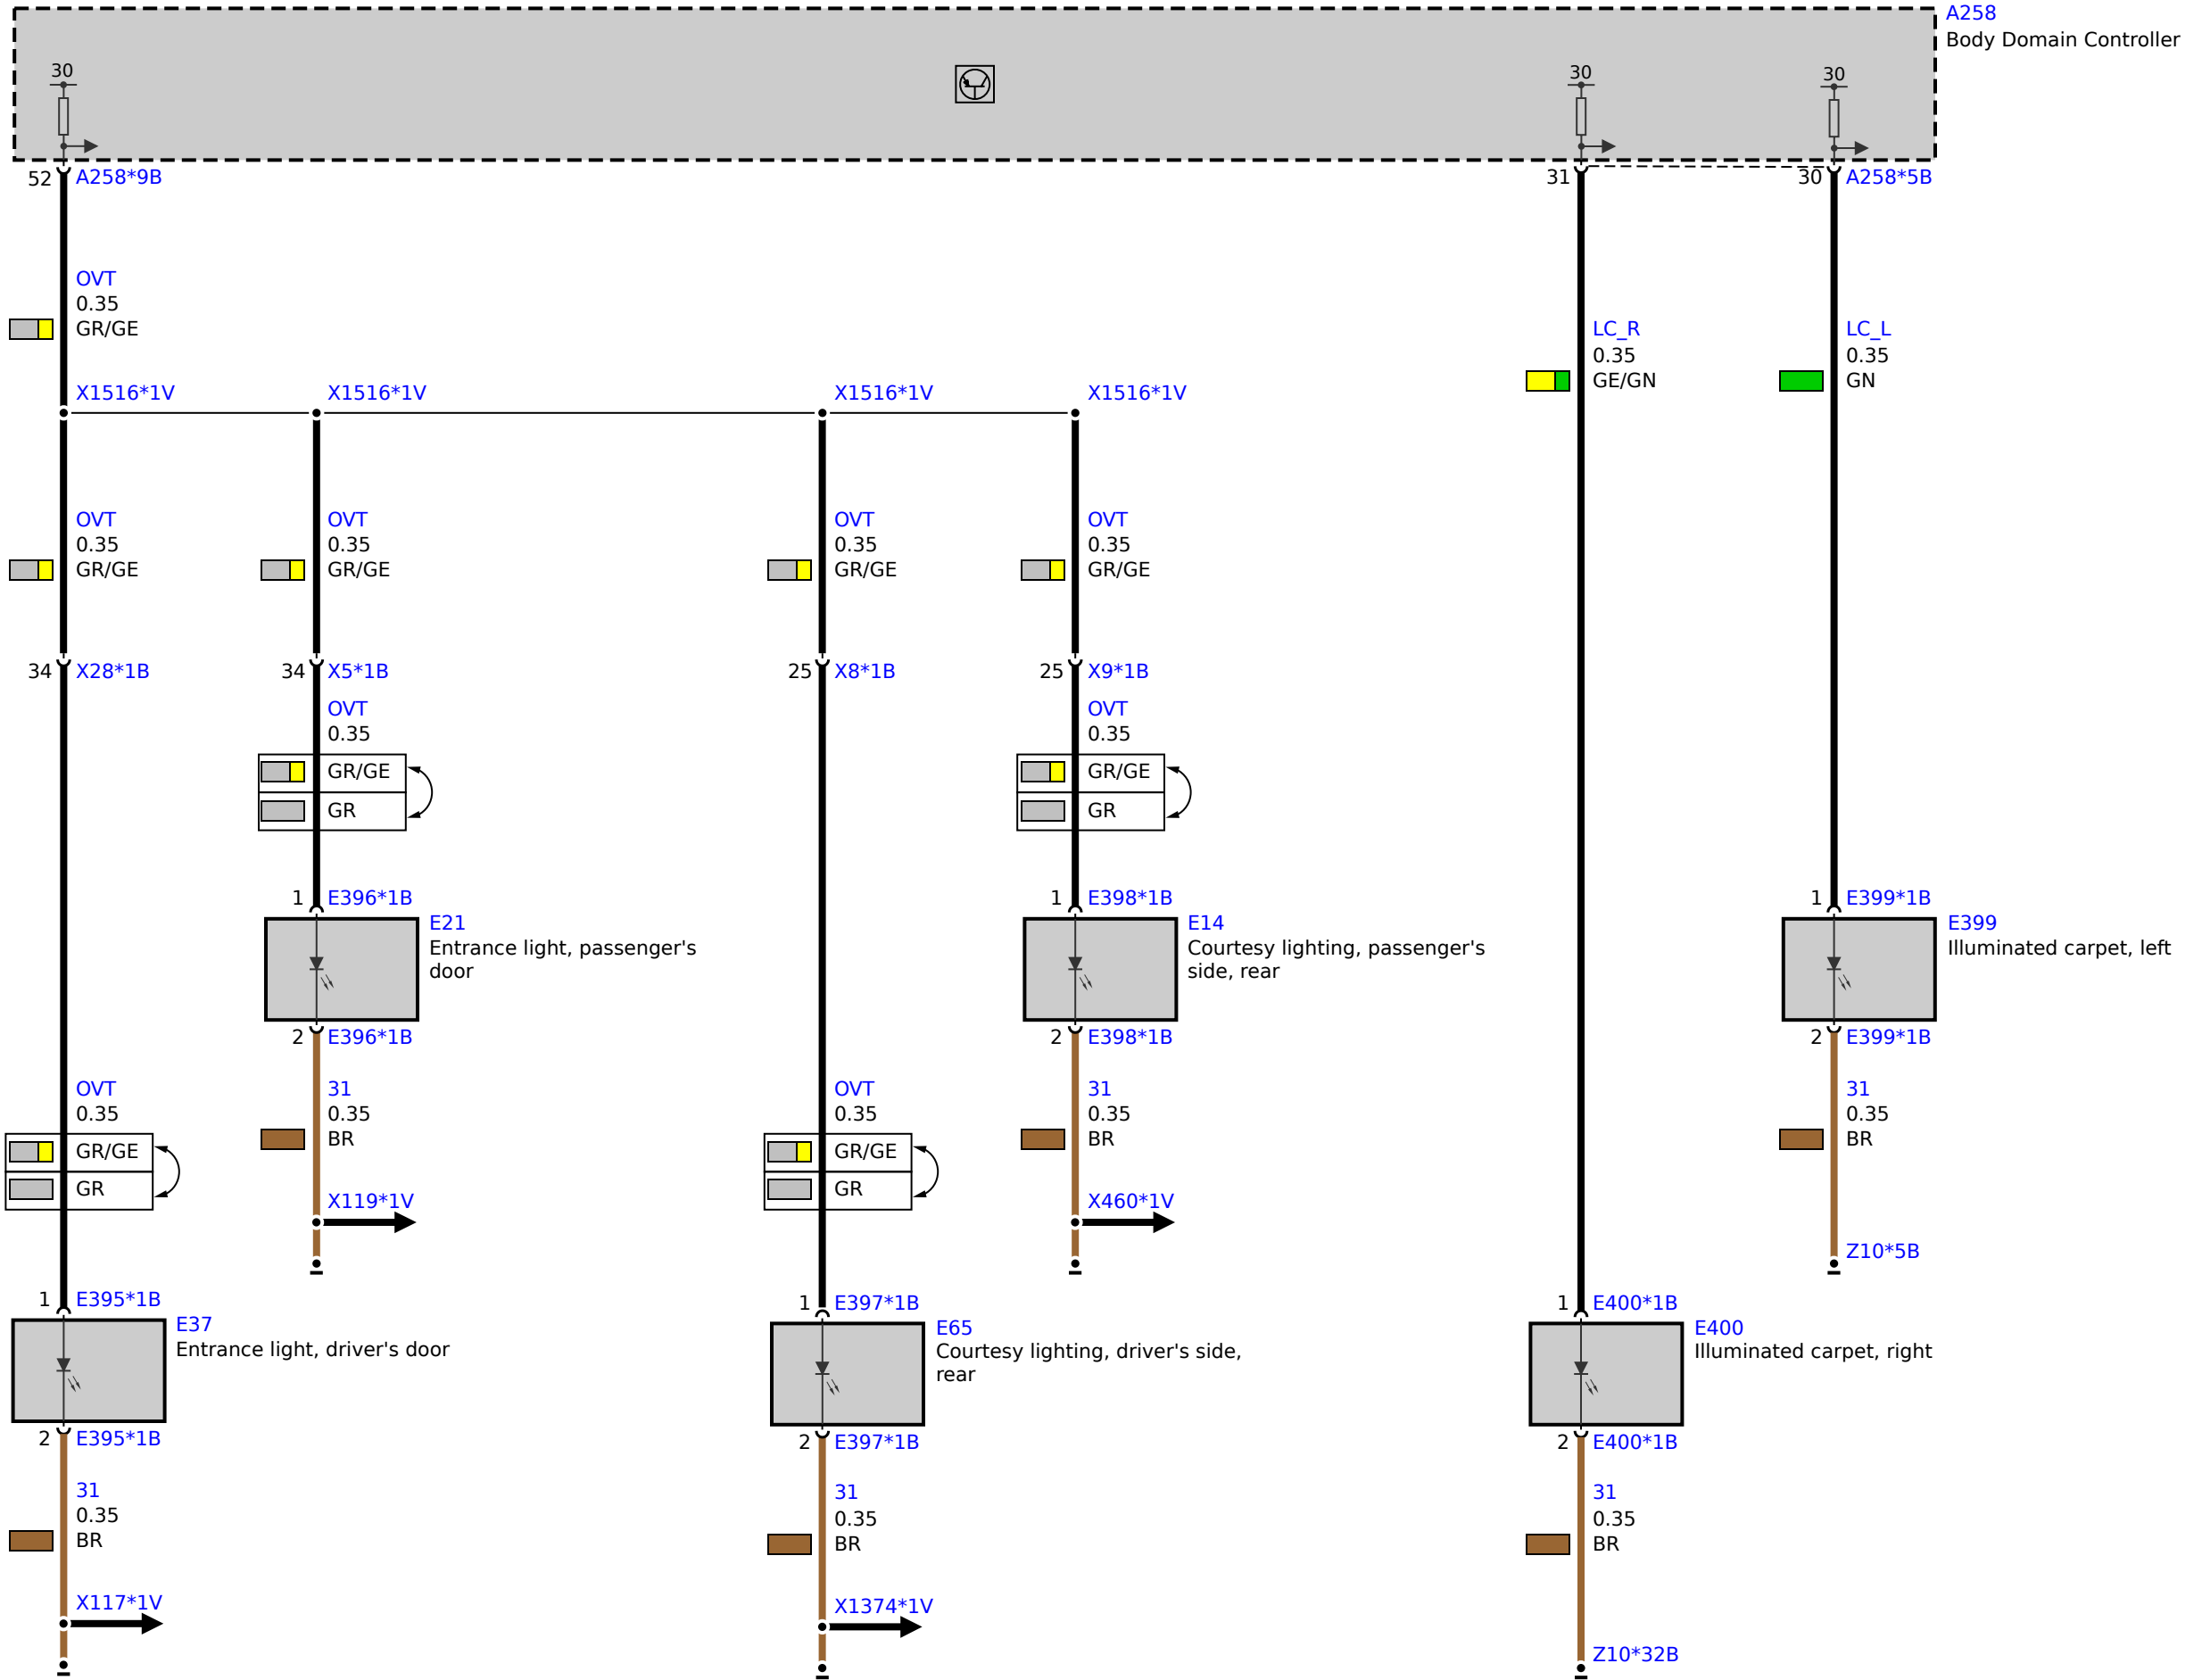 A258
Body Domain Controller
30
30
30
52 A258*9B
31
30 A258*5B
OVT
0.35
GR/GE
LC_R
0.35
GE/GN
LC_L
0.35
GN
X1516*1V
X1516*1V
X1516*1V
X1516*1V
OVT
0.35
GR/GE
OVT
0.35
GR/GE
OVT
0.35
GR/GE
OVT
0.35
GR/GE
34 X28*1B
34 X5*1B
25 X8*1B
25 X9*1B
OVT
0.35
GR/GE
GR
OVT
0.35
GR/GE
GR
1 E396*1B
E21
Entrance light, passenger's
door
2 E396*1B
1 E398*1B
E14
Courtesy lighting, passenger's
side, rear
2 E398*1B
1 E399*1B
E399
Illuminated carpet, left
2 E399*1B
OVT
0.35
GR/GE
GR
31
0.35
BR
X119*1V
OVT
0.35
GR/GE
GR
31
0.35
BR
X460*1V
31
0.35
BR
Z10*5B
1 E395*1B
E37
Entrance light, driver's door
2 E395*1B
1 E397*1B
E65
Courtesy lighting, driver's side,
rear
2 E397*1B
1 E400*1B
E400
Illuminated carpet, right
2 E400*1B
31
0.35
BR
X117*1V
31
0.35
BR
X1374*1V
31
0.35
BR
Z10*32B